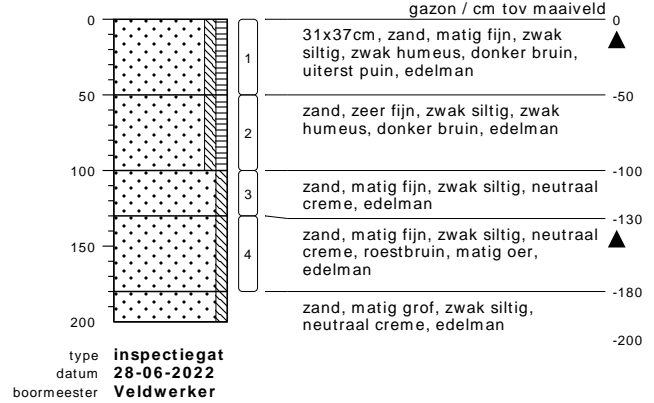 gazon / cm tov maaiveld
0
0
31x37cm, zand, matig fijn, zwak
siltig, zwak humeus, donker bruin,
uiterst puin, edelman
1
50
-50
zand, zeer fijn, zwak siltig, zwak
humeus, donker bruin, edelman
2
100
-100
zand, matig fijn, zwak siltig, neutraal
creme, edelman
3
-130
zand, matig fijn, zwak siltig, neutraal
creme, roestbruin, matig oer,
edelman
150
4
-180
zand, matig grof, zwak siltig,
neutraal creme, edelman
200
-200
type inspectiegat
datum 28-06-2022
boormeester Veldwerker